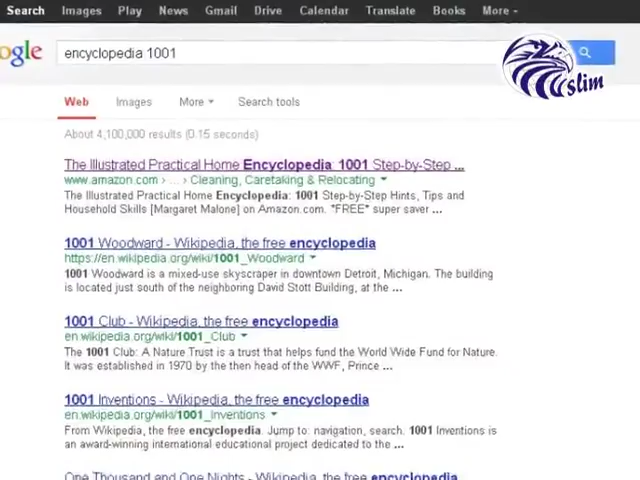 Search Images Maps Play News Gmail Drive Calendar Translate Books More
ogle encyclopedia 1001
slim
Web Images More Search tools
About 4,100,000 results (0.15 seconds)
The Illustrated Practical Home Encyclopedia: 1001 Step-by-Step ...
www.amazon.com › ... › Cleaning, Caretaking & Relocating
The Illustrated Practical Home Encyclopedia: 1001 Step-by-Step Hints, Tips and
Household Skills [Margaret Malone] on Amazon.com. *FREE* super saver ...
1001 Woodward - Wikipedia, the free encyclopedia
https://en.wikipedia.org/wiki/1001_Woodward
1001 Woodward is a mixed-use skyscraper in downtown Detroit, Michigan. The building
is located just south of the neighboring David Stott Building, at the ...
1001 Club - Wikipedia, the free encyclopedia
en.wikipedia.org/wiki/1001_Club
The 1001 Club: A Nature Trust is a trust that helps fund the World Wide Fund for Nature.
It was established in 1970 by the then head of the WWF, Prince ...
1001 Inventions - Wikipedia, the free encyclopedia
en.wikipedia.org/wiki/1001_Inventions
From Wikipedia, the free encyclopedia. Jump to: navigation, search. 1001 Inventions is
an award-winning international educational project dedicated to the ...
One Thousand and One Nights - Wikipedia, the free encyclopedia